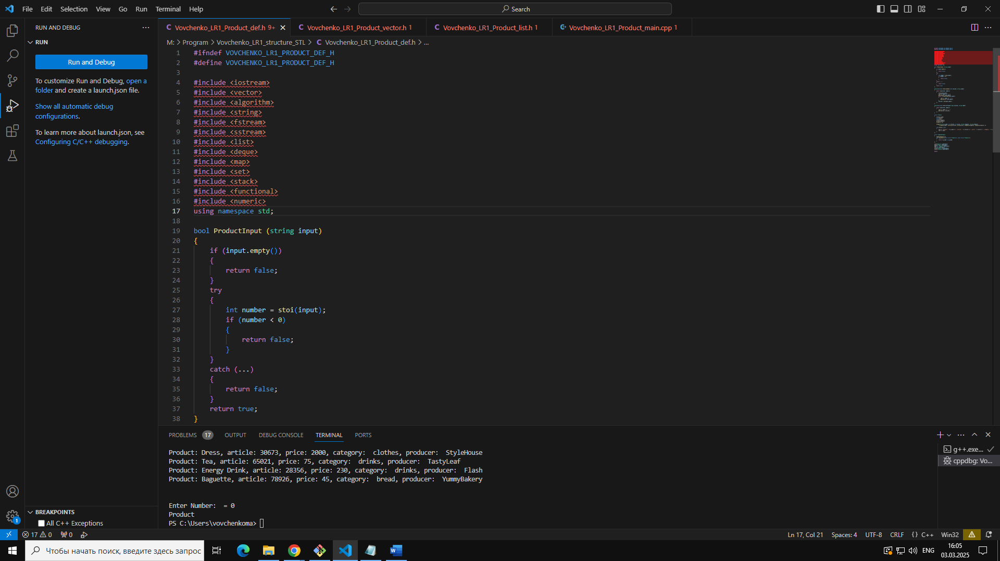 File Edit Selection View Go Run Terminal Help Search
RUN AND DEBUG
RUN
Run and Debug
To customize Run and Debug, open a
folder and create a launch.json file.
Show all automatic debug
configurations.
To learn more about launch.json, see
Configuring C/C++ debugging.
BREAKPOINTS
All C++ Exceptions
C Vovchenko_LR1_Product_def.h 9+ C Vovchenko_LR1_Product_vector.h 1 C Vovchenko_LR1_Product_list.h 1 Vovchenko_LR1_Product_main.cpp 1
M: > Program > Vovchenko_LR1_structure_STL > C Vovchenko_LR1_Product_def.h > ...
1 #ifndef VOVCHENKO_LR1_PRODUCT_DEF_H
2 #define VOVCHENKO_LR1_PRODUCT_DEF_H
3
4 #include <iostream>
5 #include <vector>
6 #include <algorithm>
7 #include <string>
8 #include <fstream>
9 #include <sstream>
10 #include <list>
11 #include <deque>
12 #include <map>
13 #include <set>
14 #include <stack>
15 #include <functional>
16 #include <numeric>
17 using namespace std;
18
19 bool ProductInput (string input)
20 {
21 if (input.empty())
22 {
23 return false;
24 }
25 try
26 {
27 int number = stoi(input);
28 if (number < 0)
29 {
30 return false;
31 }
32 }
33 catch (...)
34 {
35 return false;
36 }
37 return true;
38 }
PROBLEMS 17 OUTPUT DEBUG CONSOLE TERMINAL PORTS
Product: Dress, article: 30673, price: 2000, category:  clothes, producer:  StyleHouse
Product: Tea, article: 65021, price: 75, category:  drinks, producer:  TastyLeaf
Product: Energy Drink, article: 28356, price: 230, category:  drinks, producer:  Flash
Product: Baguette, article: 78926, price: 45, category:  bread, producer:  YummyBakery
Enter Number:  = 0
Product
PS C:\Users\vovchenkoma>
g++.exe...
cppdbg: Vo...
1
17 0 0 Ln 17, Col 21 Spaces: 4 UTF-8 CRLF {} C++ Win32
Чтобы начать поиск, введите здесь запрос
ENG
16:05
03.03.2025